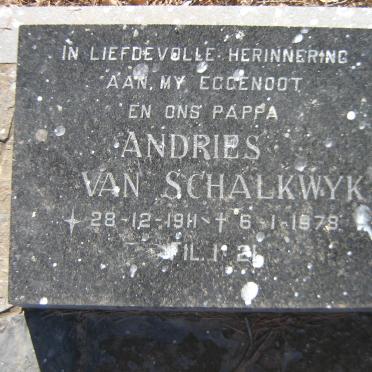 IN LIEFDEVOLLE HERINNERING
AAN MY EGGENOOT
EN ONS PAPPA
ANDRIES
VAN SCHALKWYK
28-12-1911 † 6-1-1978
FIL. 1:21